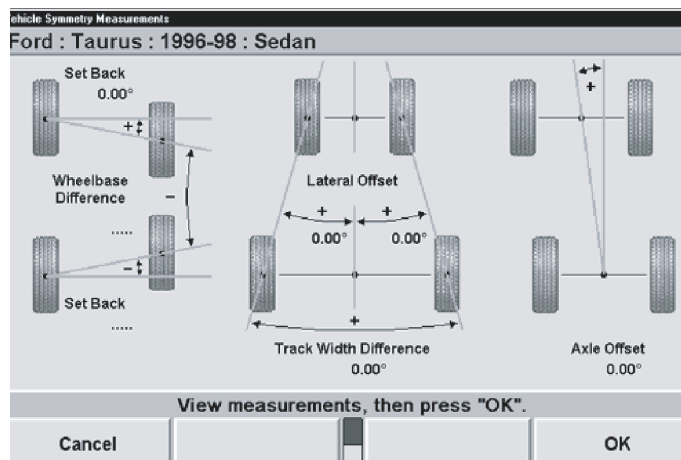 ehicle Symmetry Measurements
Ford : Taurus : 1996-98 : Sedan
Set Back
0.00°
+
Wheelbase
Difference
-
.....
-
Set Back
.....
Lateral Offset
+ +
0.00° 0.00°
+
Track Width Difference
0.00°
+
Axle Offset
0.00°
View measurements, then press "OK".
Cancel
OK